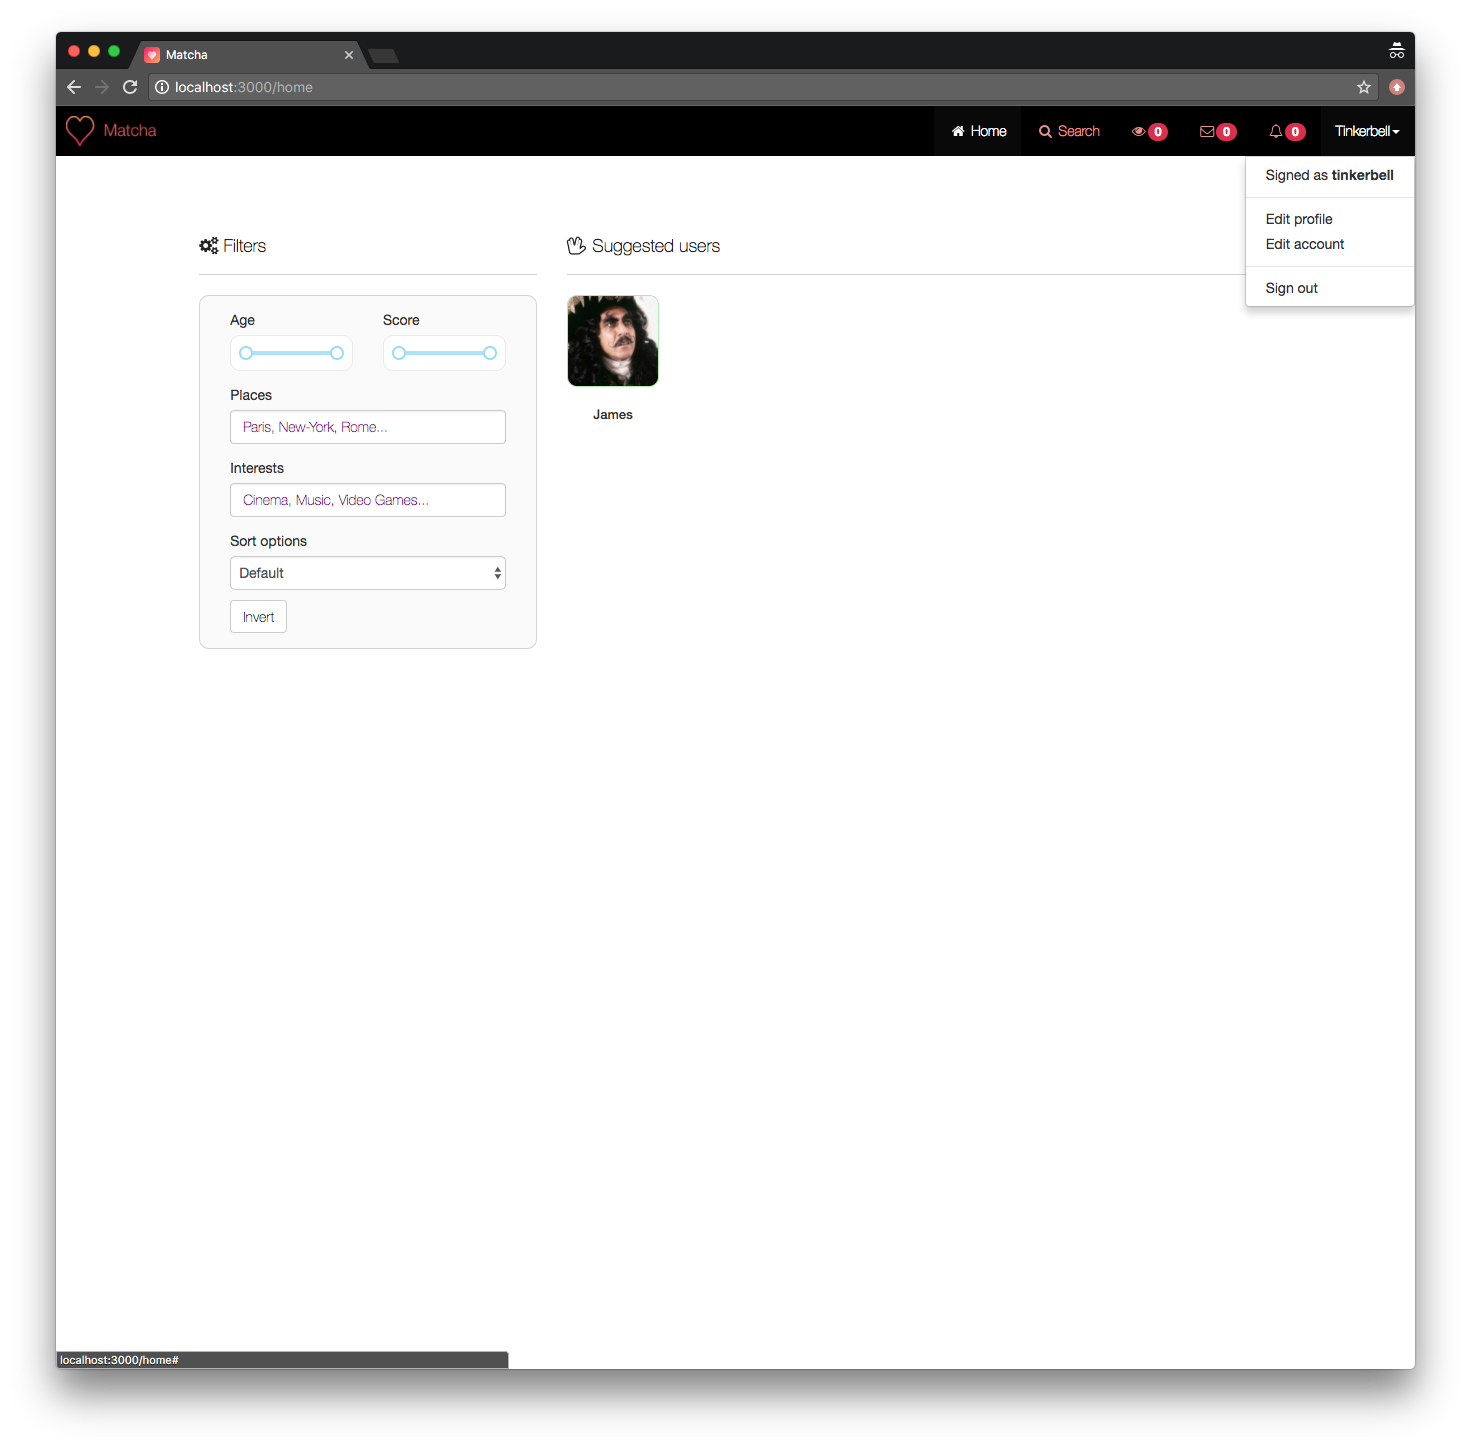 Matcha
localhost:3000/home
Matcha
Home
Search
0
0
0
Tinkerbell
Signed as tinkerbell
Edit profile
Edit account
Sign out
Filters
Age
Score
Places
Paris, New-York, Rome...
Interests
Cinema, Music, Video Games...
Sort options
Default
Invert
Suggested users
James
localhost:3000/home#